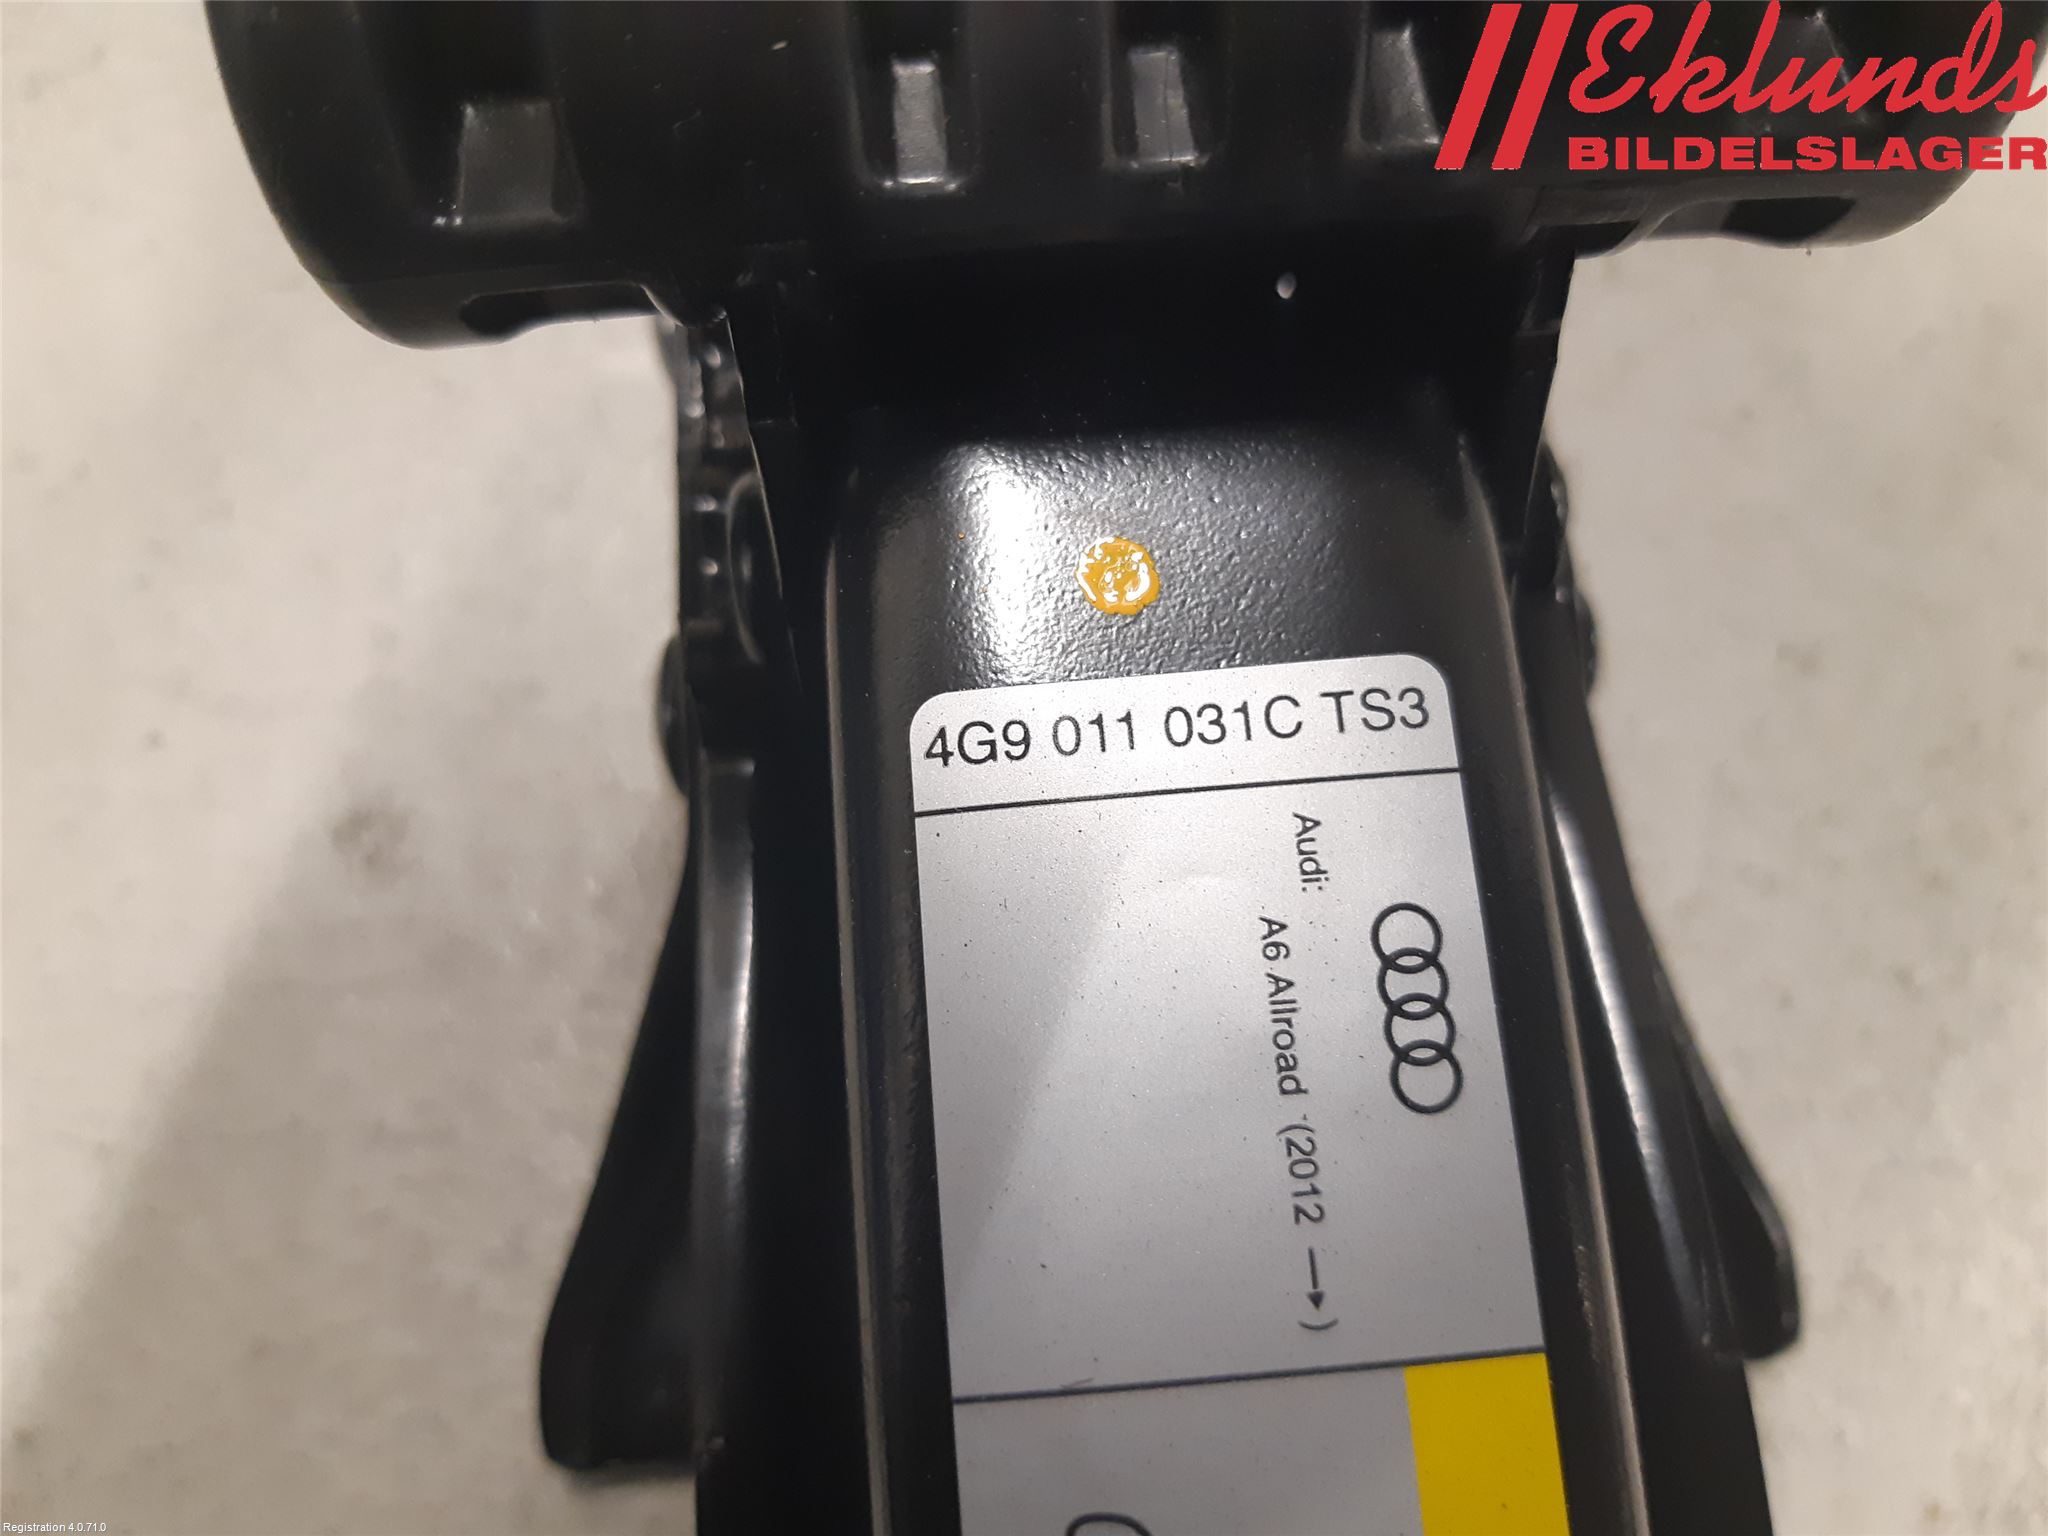 Eklunds
BILDELSLAGER
4G9 011 031C TS3
Audi:
A6 Allroad (2012 →)
Registration 4.0.71.0